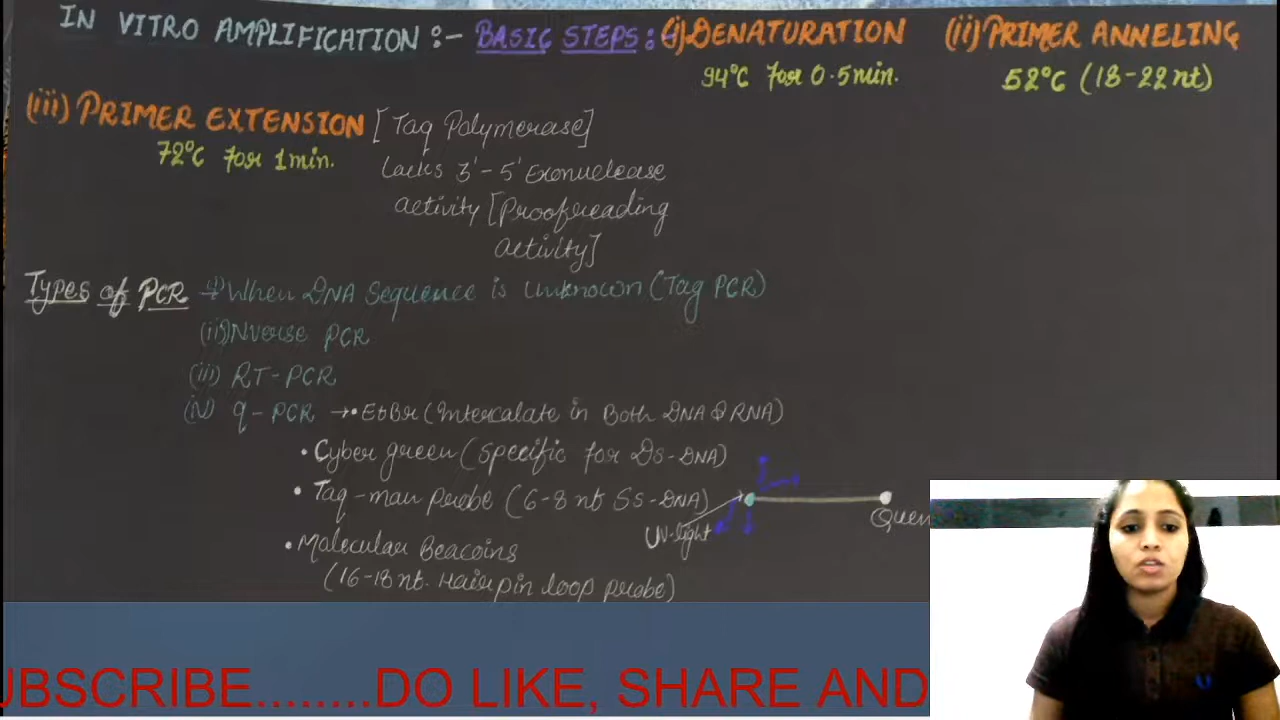 IN VITRO AMPLIFICATION :- BASIC STEPS :- (i) DENATURATION (ii) PRIMER ANNELING
94°C for 0.5min. 52°C (18-22nt)
(iii) PRIMER EXTENSION [Taq Polymerase]
72°C for 1min. Lacks 3'-5' Exonuclease
activity [Proofreading
activity]
Types of PCR When DNA Sequence is unknown (Tag PCR)
(ii) Nverse PCR
(iii) RT-PCR
(iv) q-PCR →• EtBr (Intercalate in Both DNA & RNA)
• Cyber green (Specific for Ds-DNA)
• Taq-man Probe (6-8 nt Ss-DNA)
UV-light Quen
• Molecular Beacoins
(16-18nt. Hairpin loop probe)
UBSCRIBE........DO LIKE, SHARE AND